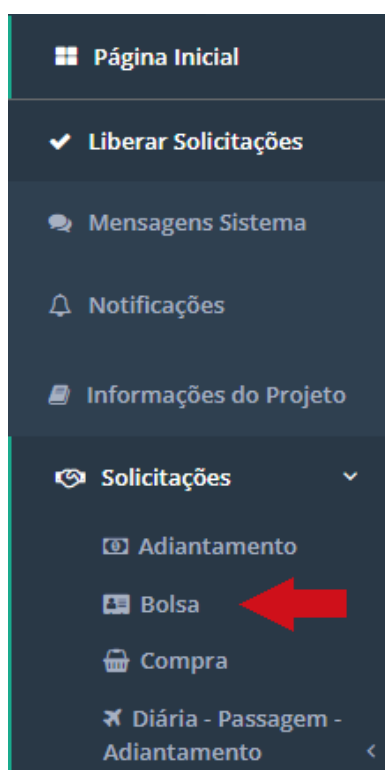 Página Inicial
Liberar Solicitações
Mensagens Sistema
Notificações
Informações do Projeto
Solicitações
Adiantamento
Bolsa
Compra
Diária - Passagem -
Adiantamento